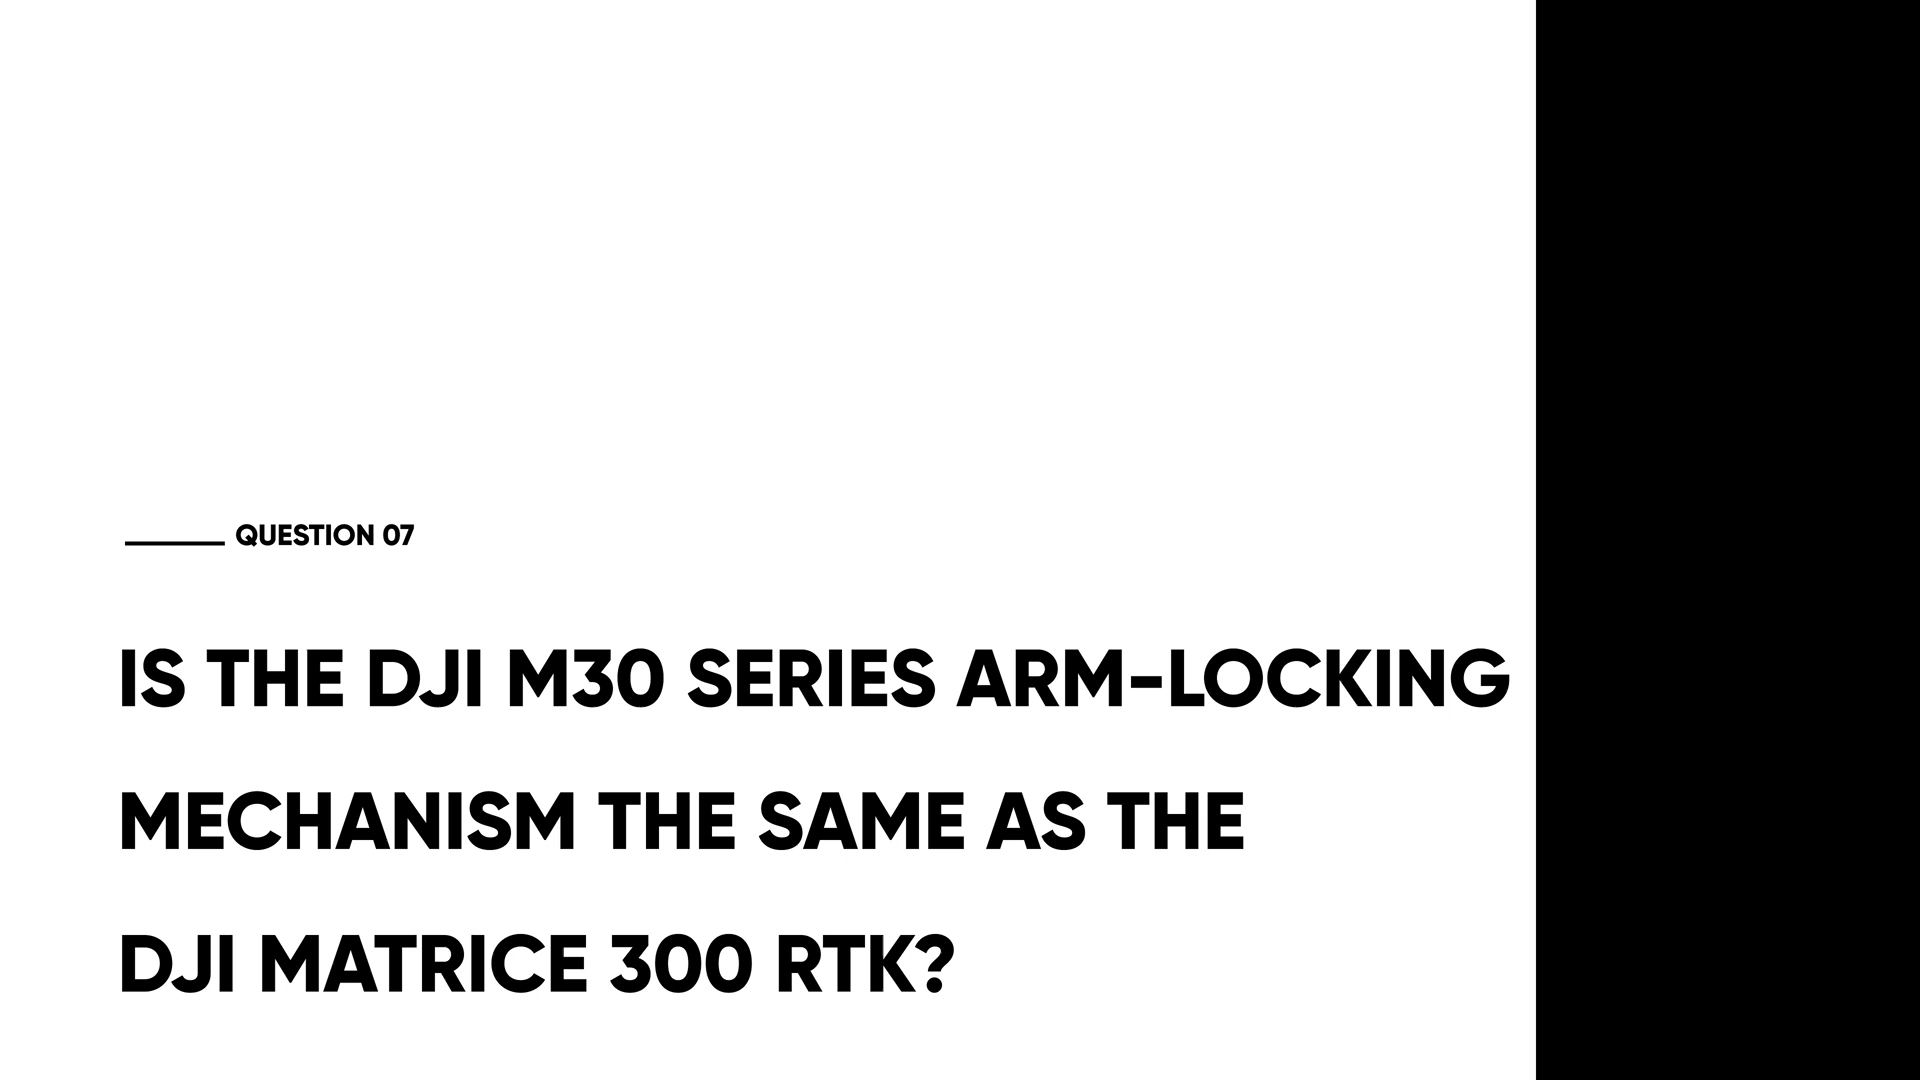 QUESTION 07
IS THE DJI M30 SERIES ARM-LOCKING
MECHANISM THE SAME AS THE
DJI MATRICE 300 RTK?